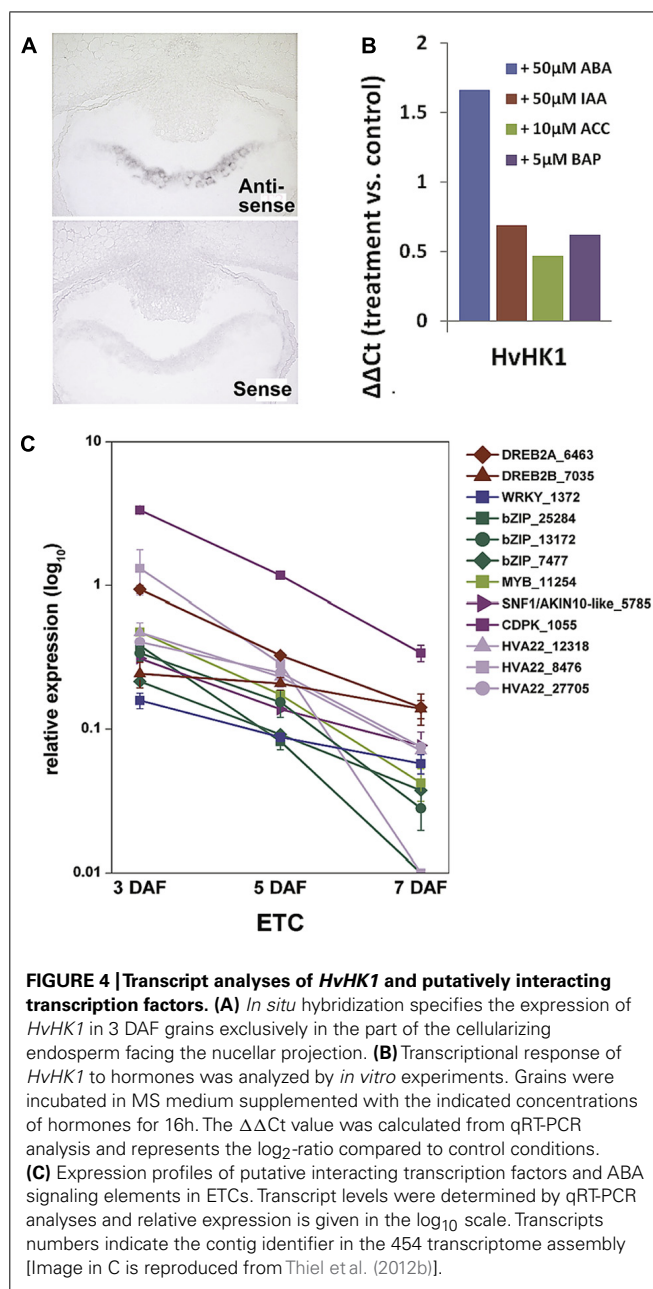 A
Anti-
sense
Sense
B
ΔΔCt (treatment vs. control)
2
1.5
1
0.5
0
+ 50µM ABA
+ 50µM IAA
+ 10µM ACC
+ 5µM BAP
HvHK1
C
relative expression (log10)
10
1
0.1
0.01
3 DAF
5 DAF
7 DAF
ETC
DREB2A_6463
DREB2B_7035
WRKY_1372
bZIP_25284
bZIP_13172
bZIP_7477
MYB_11254
SNF1/AKIN10-like_5785
CDPK_1055
HVA22_12318
HVA22_8476
HVA22_27705
FIGURE 4 | Transcript analyses of HvHK1 and putatively interacting
transcription factors. (A) In situ hybridization specifies the expression of
HvHK1 in 3 DAF grains exclusively in the part of the cellularizing
endosperm facing the nucellar projection. (B) Transcriptional response of
HvHK1 to hormones was analyzed by in vitro experiments. Grains were
incubated in MS medium supplemented with the indicated concentrations
of hormones for 16h. The ΔΔCt value was calculated from qRT-PCR
analysis and represents the log2-ratio compared to control conditions.
(C) Expression profiles of putative interacting transcription factors and ABA
signaling elements in ETCs. Transcript levels were determined by qRT-PCR
analyses and relative expression is given in the log10 scale. Transcripts
numbers indicate the contig identifier in the 454 transcriptome assembly
[Image in C is reproduced from Thiel et al. (2012b)].